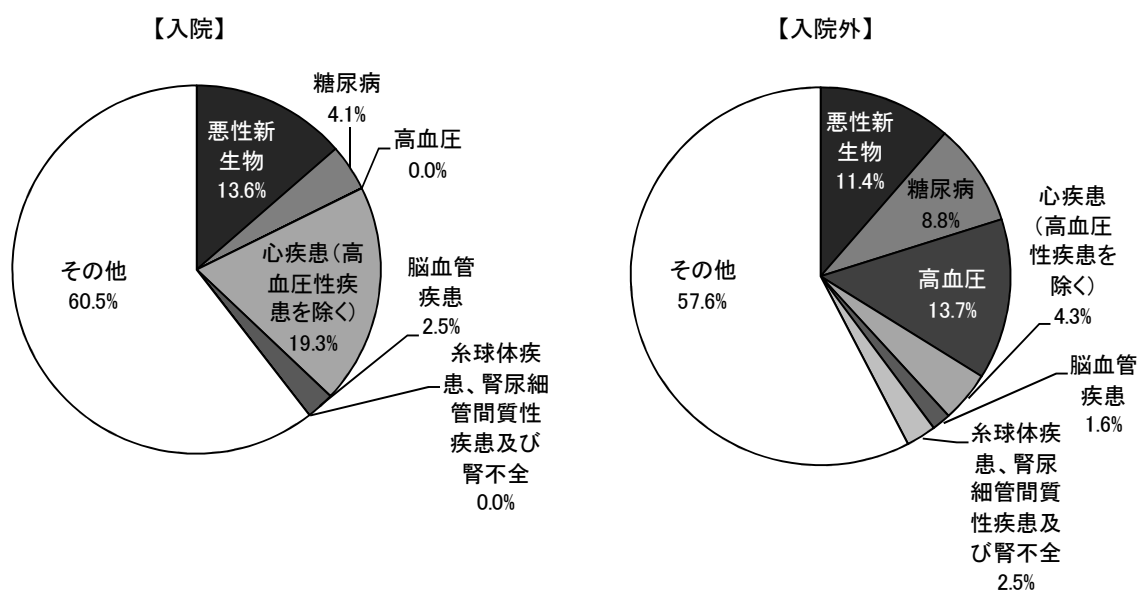 【入院】
悪性新
生物
13.6%
糖尿病
4.1%
高血圧
0.0%
心疾患（高
血圧性疾
患を除く）
19.3%
脳血管
疾患
2.5%
糸球体疾
患、腎尿細
管間質性
疾患及び
腎不全
0.0%
その他
60.5%
【入院外】
悪性新
生物
11.4%
糖尿病
8.8%
高血圧
13.7%
心疾患
（高血圧
性疾患を
除く）
4.3%
脳血管
疾患
1.6%
糸球体疾
患、腎尿
細管間質
性疾患及
び腎不全
2.5%
その他
57.6%